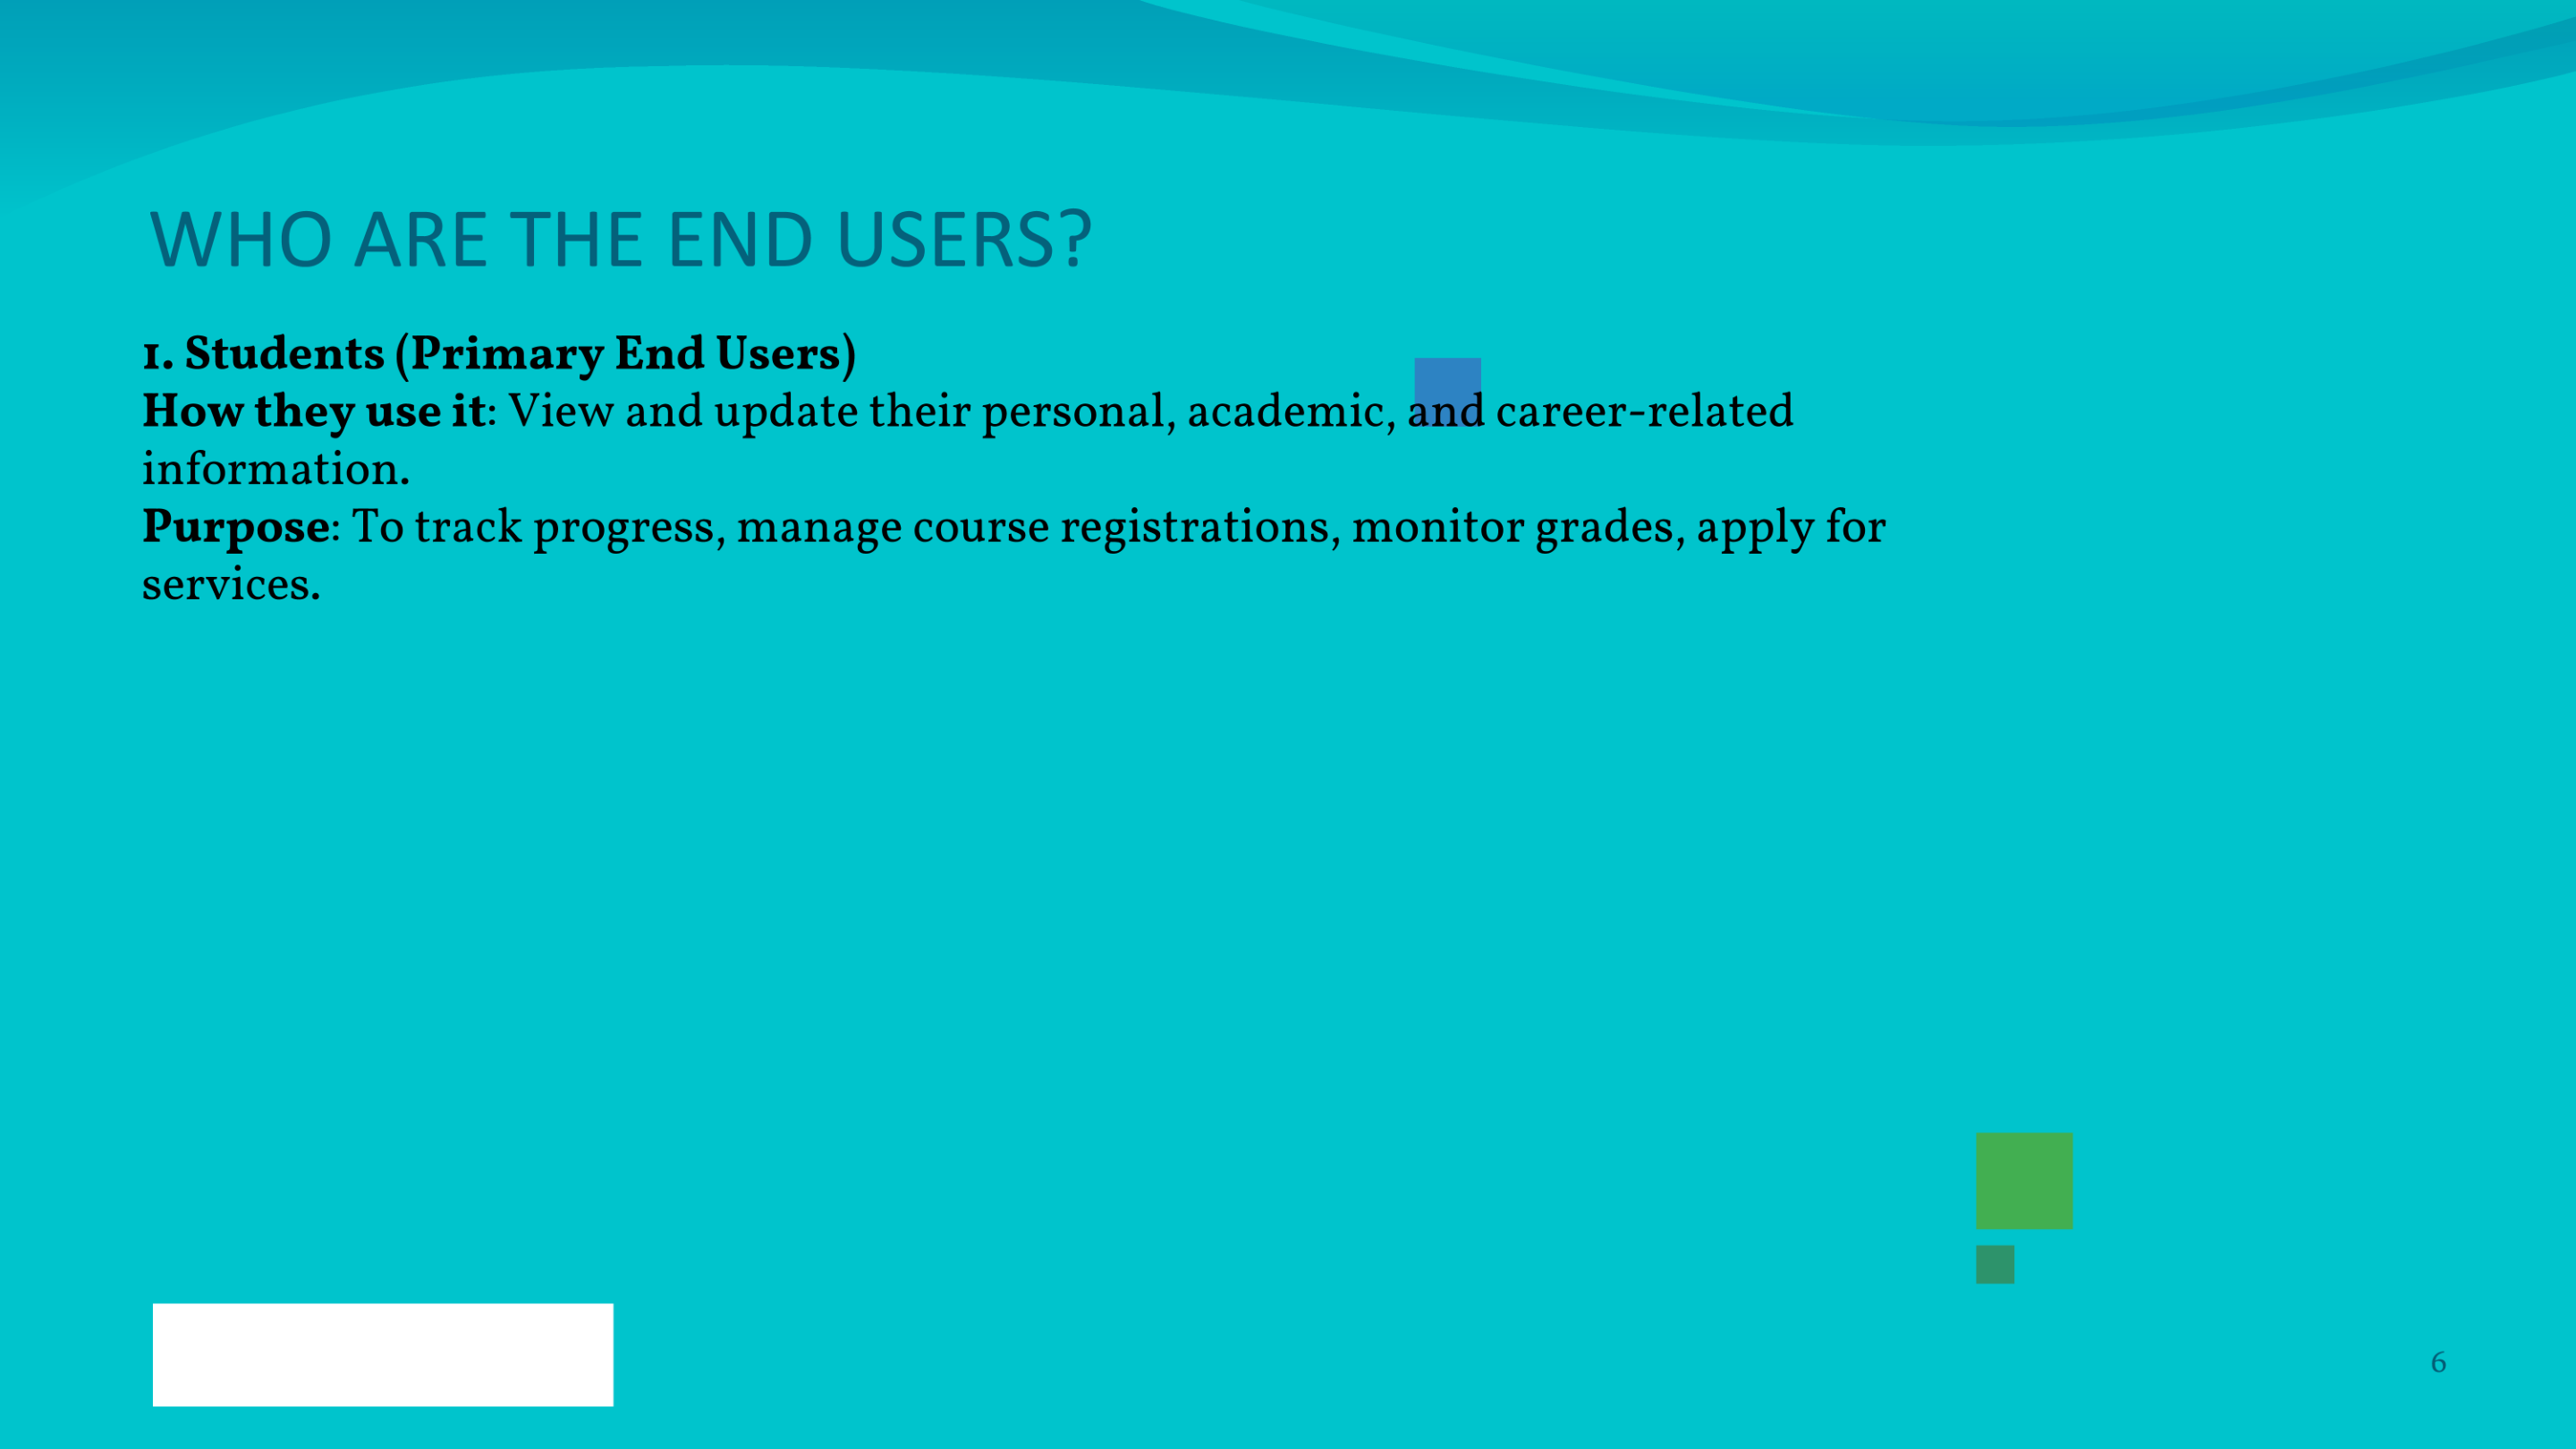 WHO ARE THE END USERS?
1. Students (Primary End Users)
How they use it: View and update their personal, academic, and career-related
information.
Purpose: To track progress, manage course registrations, monitor grades, apply for
services.
6